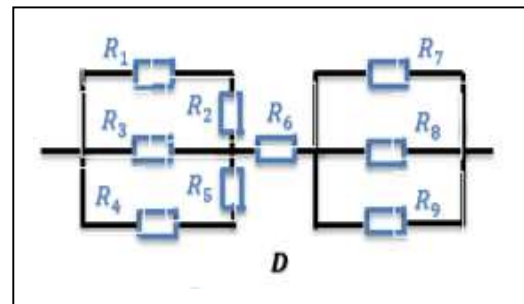 R₁ R₇
R₂ R₆
R₃ R₈
R₅
R₄ R₉
D